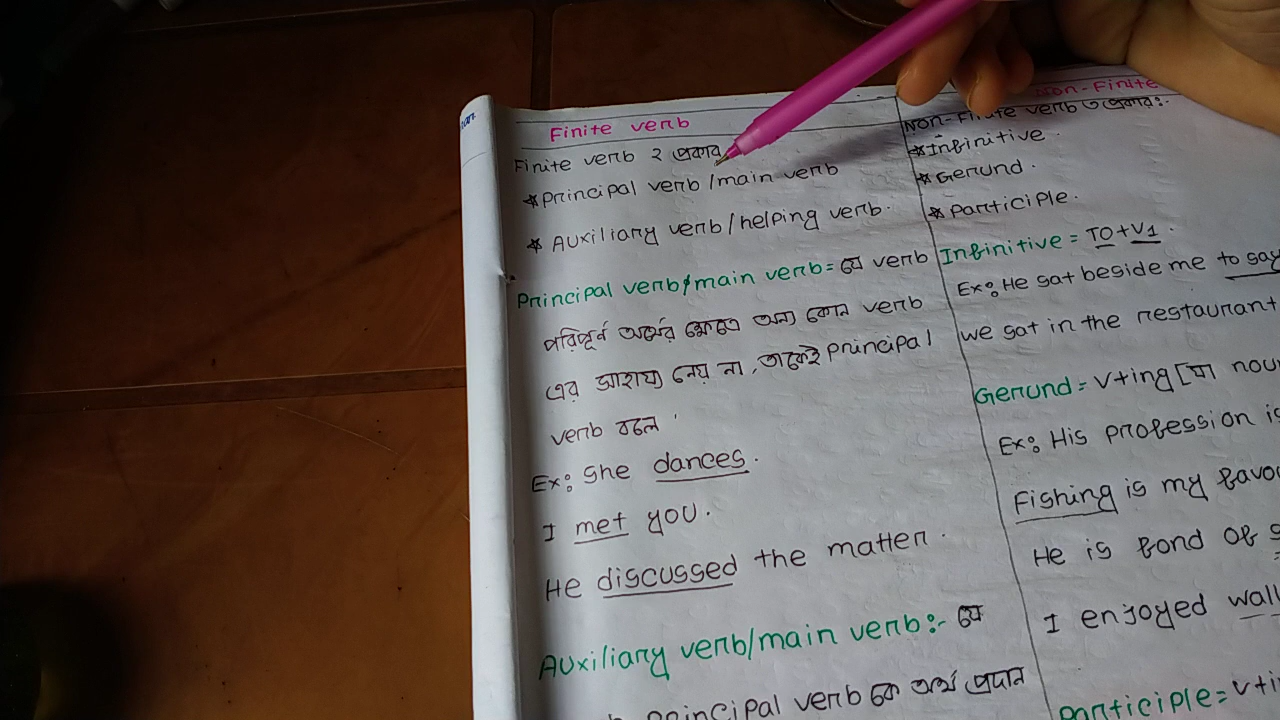 Finite verb
Finite verb ২ প্রকার
*Principal verb/main verb
* Auxiliary verb/helping verb.
Principal verb/main verb= যে verb
পরিপূর্ণ অর্থের ক্ষেত্রে অন্য কোন verb
এর সাহায্য নেয় না, তাকেই principal
verb বলে।
Ex: She dances.
I met you.
He discussed the matter.
Auxiliary verb/main verb:- যে
principal verb কে অর্থ প্রদান
Non-Finite
Non-Finite verb ৩ প্রকার:-
*Infinitive.
*Gerund.
*Participle.
Infinitive = To+V1.
Ex: He sat beside me to say
we sat in the restaurant
Gerund= V+ing[যা
Ex: His profession is
Fishing is my
He is fond of
I enjoyed
Participle=